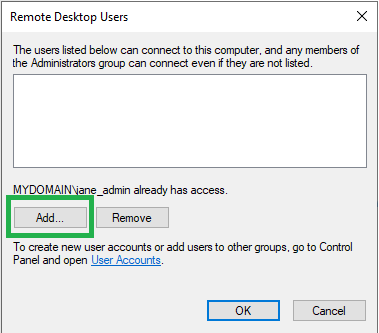 Remote Desktop Users
The users listed below can connect to this computer, and any members of
the Administrators group can connect even if they are not listed.
MYDOMAIN\jane_admin already has access.
Add...
Remove
To create new user accounts or add users to other groups, go to Control
Panel and open User Accounts.
OK
Cancel